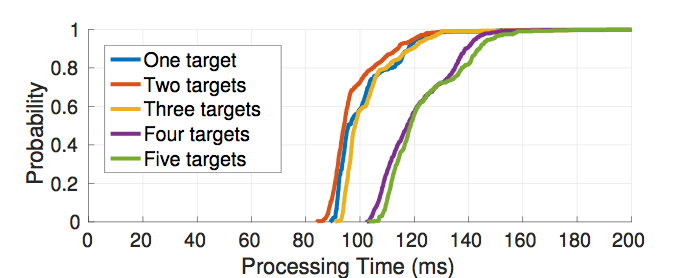 1
0.8
0.6
0.4
0.2
0
Probability
One target
Two targets
Three targets
Four targets
Five targets
0 20 40 60 80 100 120 140 160 180 200
Processing Time (ms)